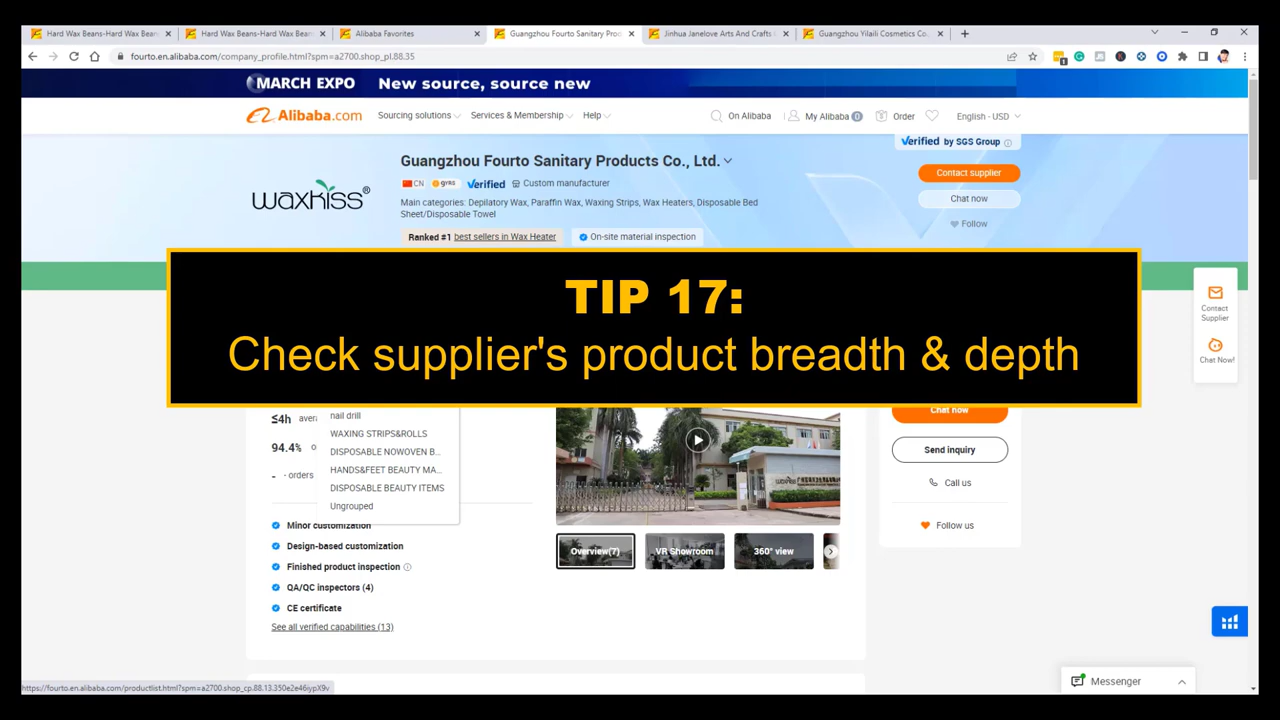 Hard Wax Beans-Hard Wax Bean
Hard Wax Beans-Hard Wax Bean
Alibaba Favorites
Guangzhou Fourto Sanitary Prod
Jinhua Janelove Arts And Crafts
Guangzhou Yilaili Cosmetics Co.
fourto.en.alibaba.com/company_profile.html?spm=a2700.shop_pl.88.35
MARCH EXPO New source, source new
Alibaba.com Sourcing solutions Services & Membership Help On Alibaba My Alibaba 0 Order English - USD
Verified by SGS Group
Guangzhou Fourto Sanitary Products Co., Ltd.
Contact supplier
waxkiss®
CN 9YRS Verified Custom manufacturer
Chat now
Main categories: Depilatory Wax, Paraffin Wax, Waxing Strips, Wax Heaters, Disposable Bed
Sheet/Disposable Towel
Follow
Ranked #1 best sellers in Wax Heater On-site material inspection
TIP 17:
Check supplier's product breadth & depth
Contact
Supplier
Chat Now!
≤4h
nail drill
Chat now
WAXING STRIPS&ROLLS
94.4%
DISPOSABLE NOWOVEN B...
Send inquiry
HANDS&FEET BEAUTY MA...
- orders
DISPOSABLE BEAUTY ITEMS
Call us
Ungrouped
waxkiss
Minor customization
Follow us
Design-based customization
Overview(7) VR Showroom 360° view
Finished product inspection
QA/QC inspectors (4)
CE certificate
See all verified capabilities (13)
Messenger
https://fourto.en.alibaba.com/productlist.html?spm=a2700.shop_cp.88.13.350e2e46iypX9v